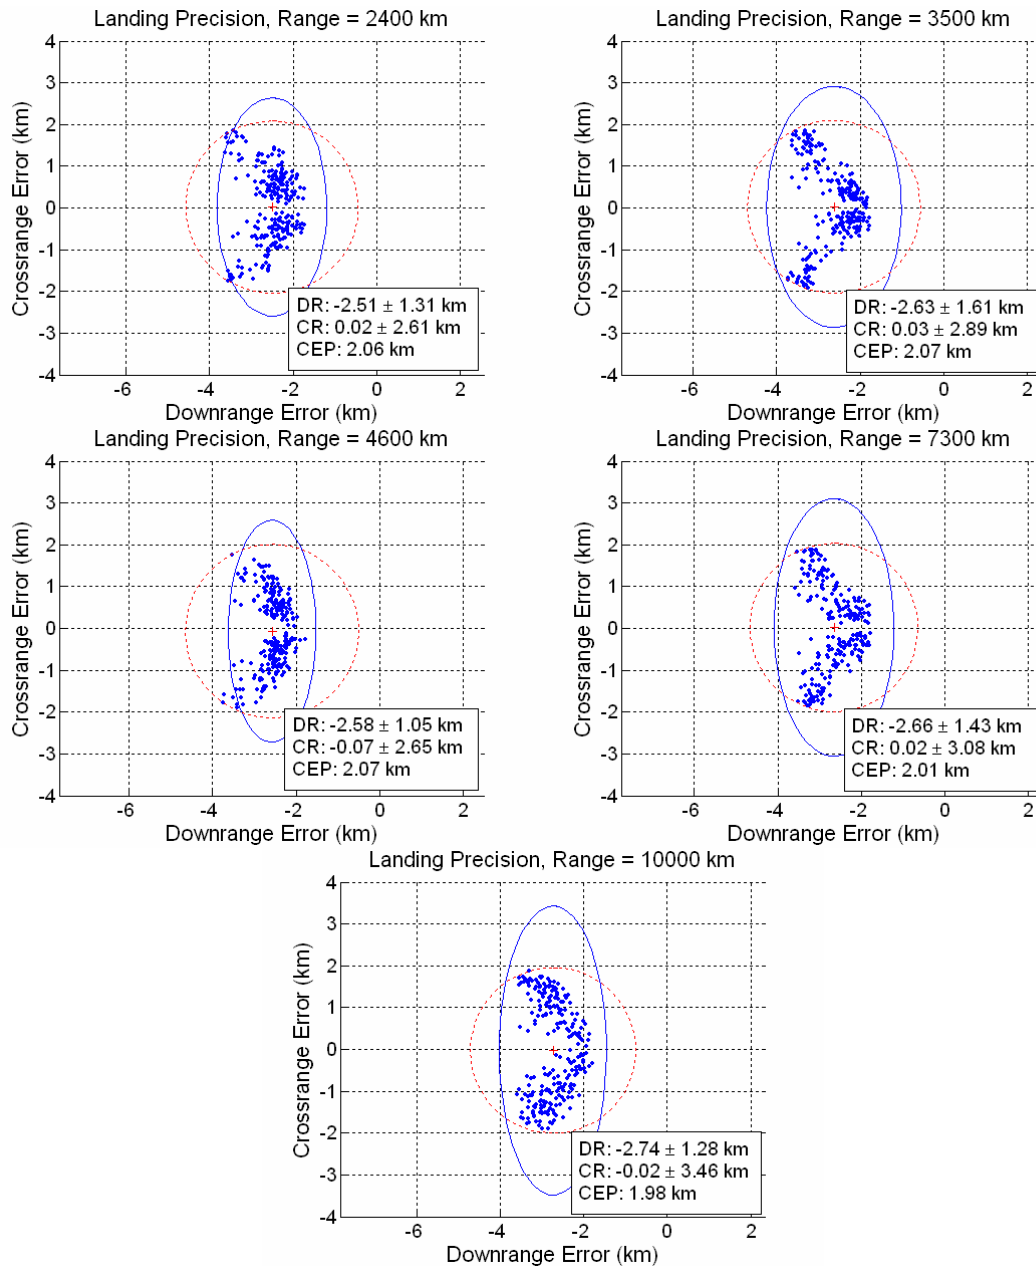 Landing Precision, Range = 2400 km
4
3
2
1
0
-1
-2
-3
-4
Crossrange Error (km)
DR: -2.51 ± 1.31 km
CR: 0.02 ± 2.61 km
CEP: 2.06 km
-6 -4 -2 0 2
Downrange Error (km)
Landing Precision, Range = 3500 km
4
3
2
1
0
-1
-2
-3
-4
Crossrange Error (km)
DR: -2.63 ± 1.61 km
CR: 0.03 ± 2.89 km
CEP: 2.07 km
-6 -4 -2 0 2
Downrange Error (km)
Landing Precision, Range = 4600 km
4
3
2
1
0
-1
-2
-3
-4
Crossrange Error (km)
DR: -2.58 ± 1.05 km
CR: -0.07 ± 2.65 km
CEP: 2.07 km
-6 -4 -2 0 2
Downrange Error (km)
Landing Precision, Range = 7300 km
4
3
2
1
0
-1
-2
-3
-4
Crossrange Error (km)
DR: -2.66 ± 1.43 km
CR: 0.02 ± 3.08 km
CEP: 2.01 km
-6 -4 -2 0 2
Downrange Error (km)
Landing Precision, Range = 10000 km
4
3
2
1
0
-1
-2
-3
-4
Crossrange Error (km)
DR: -2.74 ± 1.28 km
CR: -0.02 ± 3.46 km
CEP: 1.98 km
-6 -4 -2 0 2
Downrange Error (km)